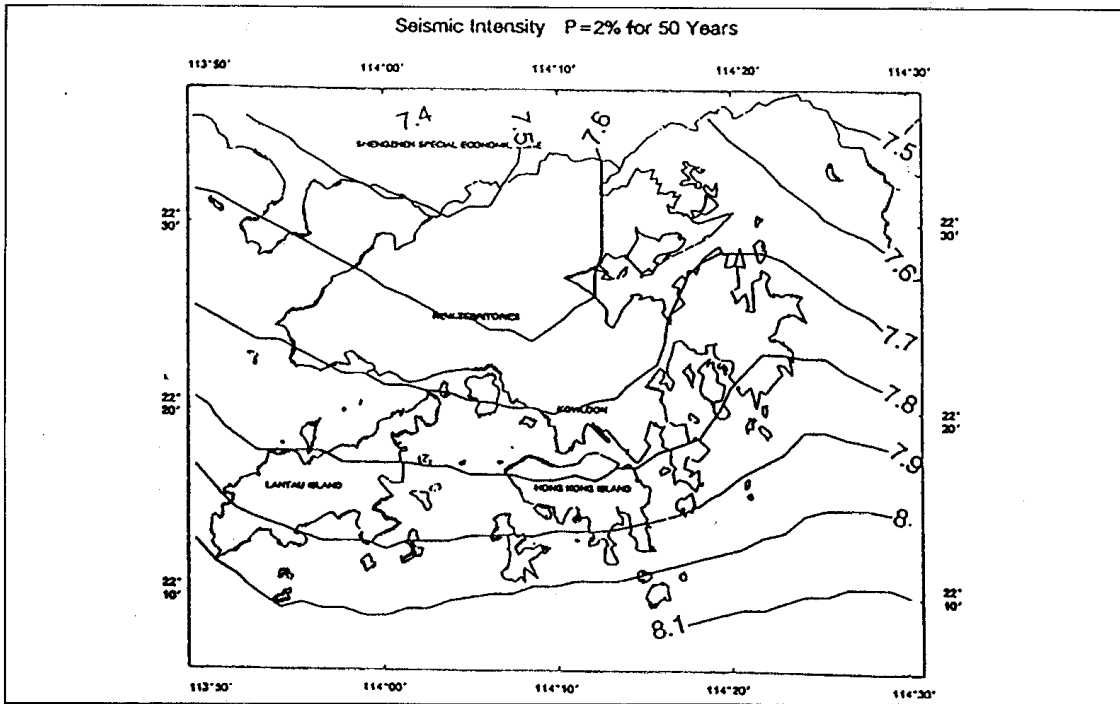 Seismic Intensity P=2% for 50 Years
113°50' 114°00' 114°10' 114°20' 114°30'
7.4
7.5
7.6
7.5
SHENGZHEN SPECIAL ECONOMIC
22° 30'
22° 30'
7.6
NEW TERRITORIES
7.7
22° 20'
KOWLOON
7.8
22° 20'
7.9
LANTAU ISLAND
HONG KONG ISLAND
8.
22° 10'
22° 10'
8.1
113°50' 114°00' 114°10' 114°20' 114°30'